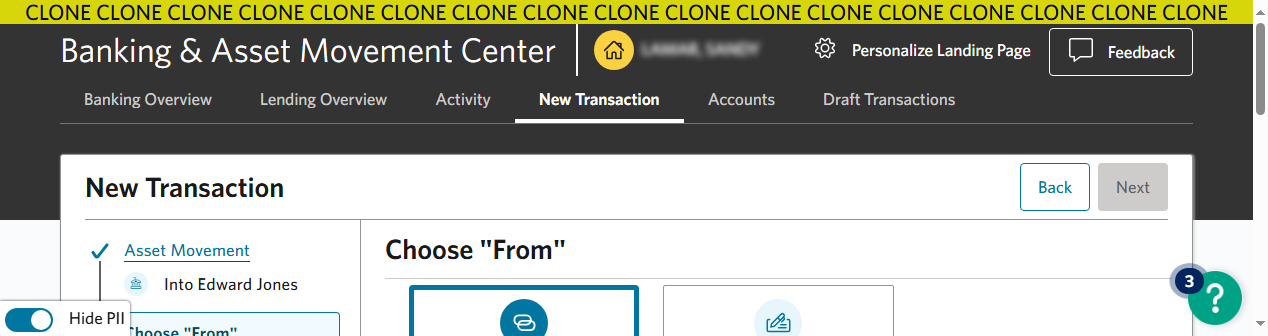 CLONE CLONE CLONE CLONE CLONE CLONE CLONE CLONE CLONE CLONE CLONE CLONE CLONE CLONE CLONE CLONE CLONE
Banking & Asset Movement Center
Personalize Landing Page
Feedback
Banking Overview
Lending Overview
Activity
New Transaction
Accounts
Draft Transactions
New Transaction
Back
Next
Asset Movement
Into Edward Jones
Choose "From"
Choose "From"
Hide PII
3
?